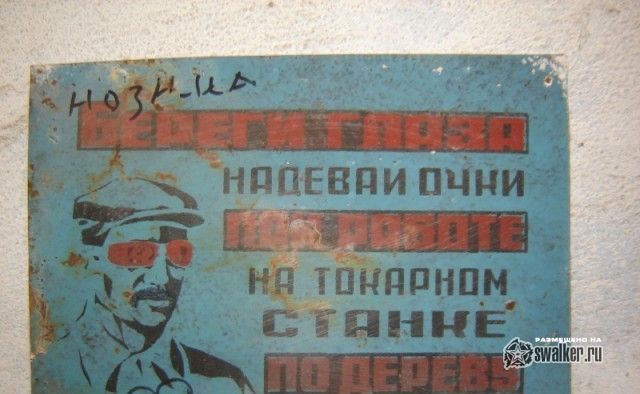 БЕРЕГИ ГЛАЗА
НАДЕВАЙ ОЧКИ
ПРИ РАБОТЕ
НА ТОКАРНОМ
СТАНКЕ
ПО ДЕРЕВУ
РАЗМЕЩЕНО НА
swalker.ru